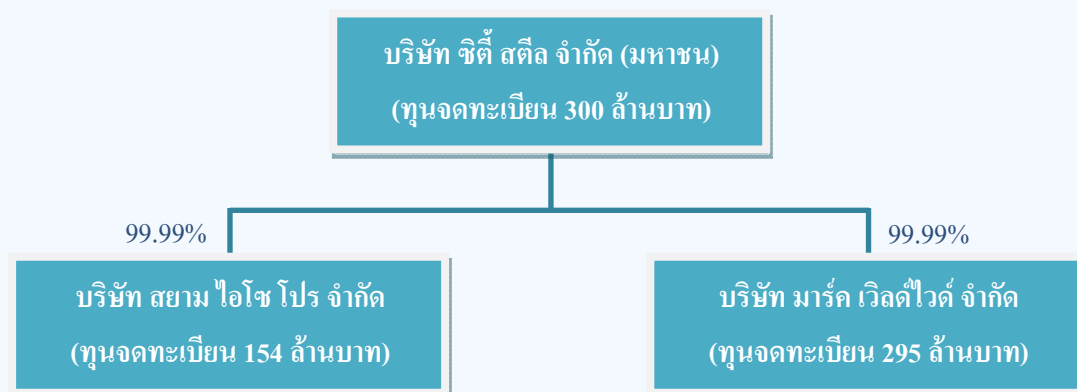 บริษัท ซิตี้ สตีล จำกัด (มหาชน)
(ทุนจดทะเบียน 300 ล้านบาท)
99.99%
99.99%
บริษัท สยาม ไอโซ โปร จำกัด
(ทุนจดทะเบียน 154 ล้านบาท)
บริษัท มาร์ค เวิลด์ไวด์ จำกัด
(ทุนจดทะเบียน 295 ล้านบาท)